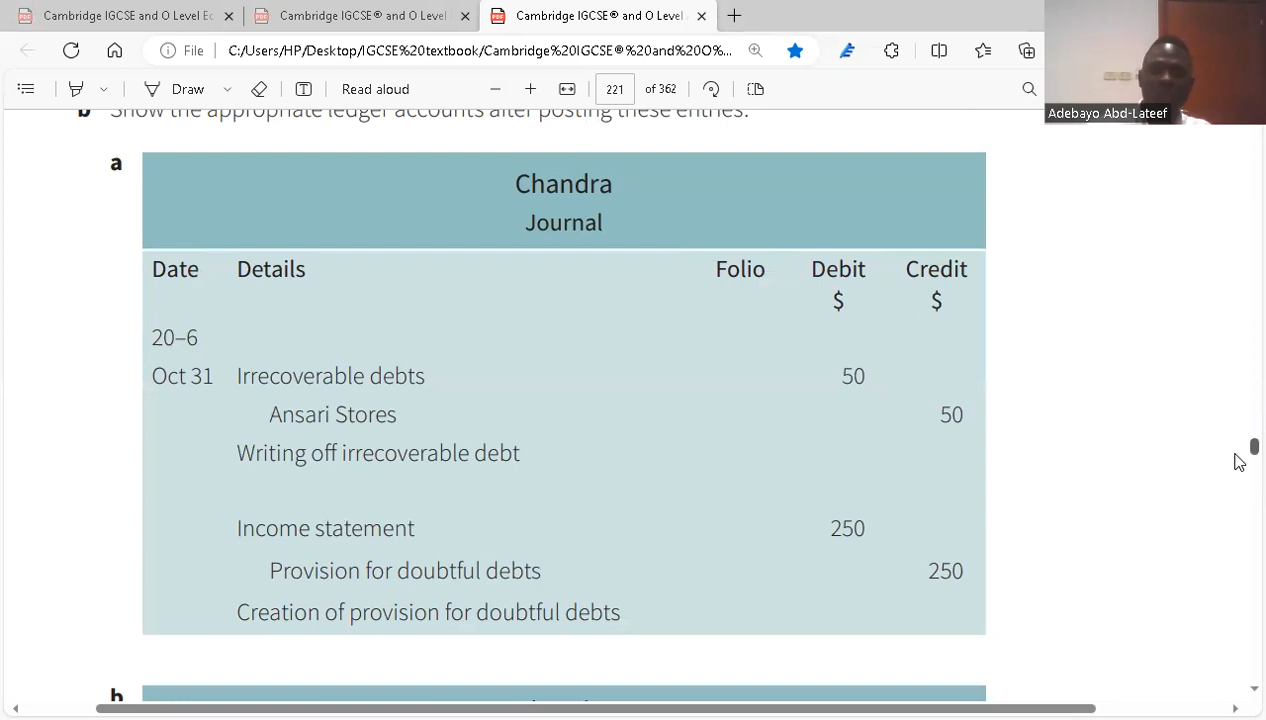 Cambridge IGCSE and O Level Ec
Cambridge IGCSE® and O Level
Cambridge IGCSE® and O Level
File
C:/Users/HP/Desktop/IGCSE%20textbook/Cambridge%20IGCSE®%20and%20O%...
Draw
Read aloud
221
of 362
Adebayo Abd-Lateef
b Show the appropriate ledger accounts after posting these entries.
a
Chandra
Journal
Date Details Folio Debit Credit
$ $
20–6
Oct 31 Irrecoverable debts 50
Ansari Stores 50
Writing off irrecoverable debt
Income statement 250
Provision for doubtful debts 250
Creation of provision for doubtful debts
b